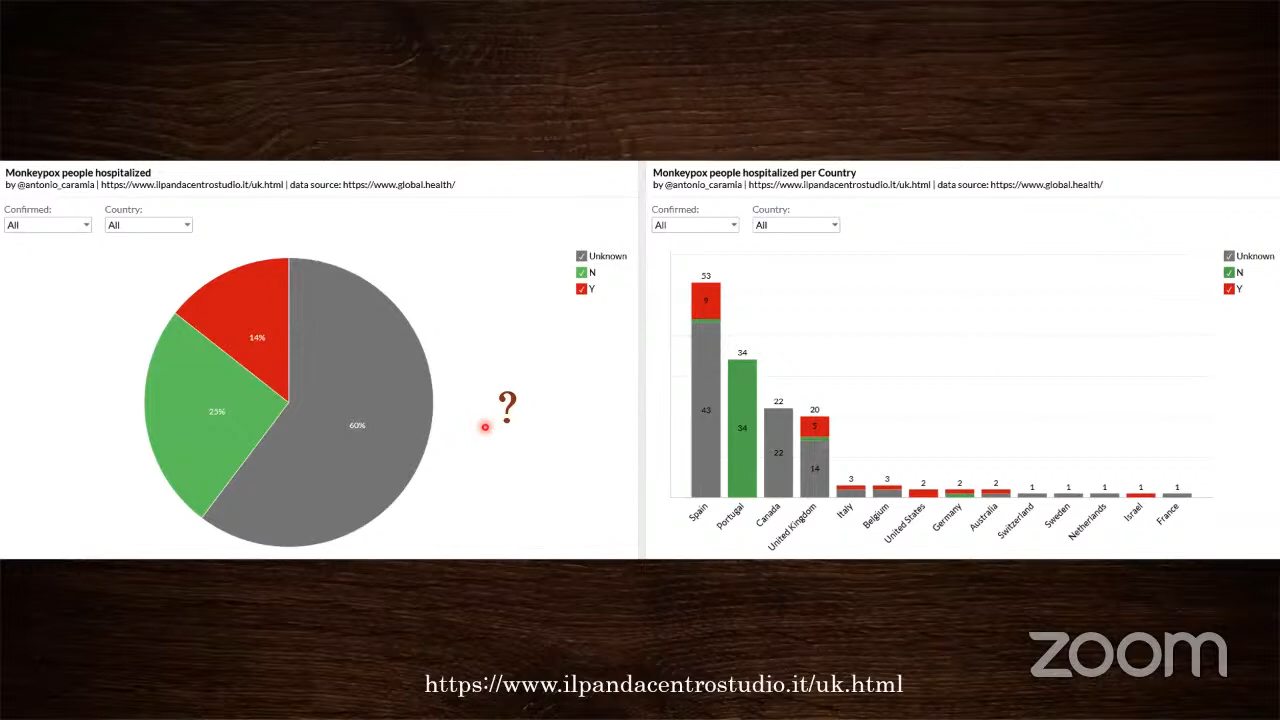 Monkeypox people hospitalized
by @antonio_caramia | https://www.ilpandacentrostudio.it/uk.html | data source: https://www.global.health/
Confirmed: Country:
All All
Unknown
N
Y
14%
25%
60%
?
Monkeypox people hospitalized per Country
by @antonio_caramia | https://www.ilpandacentrostudio.it/uk.html | data source: https://www.global.health/
Confirmed: Country:
All All
Unknown
N
Y
53
9
43
34
34
22
22
20
5
14
3
3
2
2
2
1
1
1
1
1
Spain
Portugal
Canada
United Kingdom
Italy
Belgium
United States
Germany
Australia
Switzerland
Sweden
Netherlands
Israel
France
zoom
https://www.ilpandacentrostudio.it/uk.html